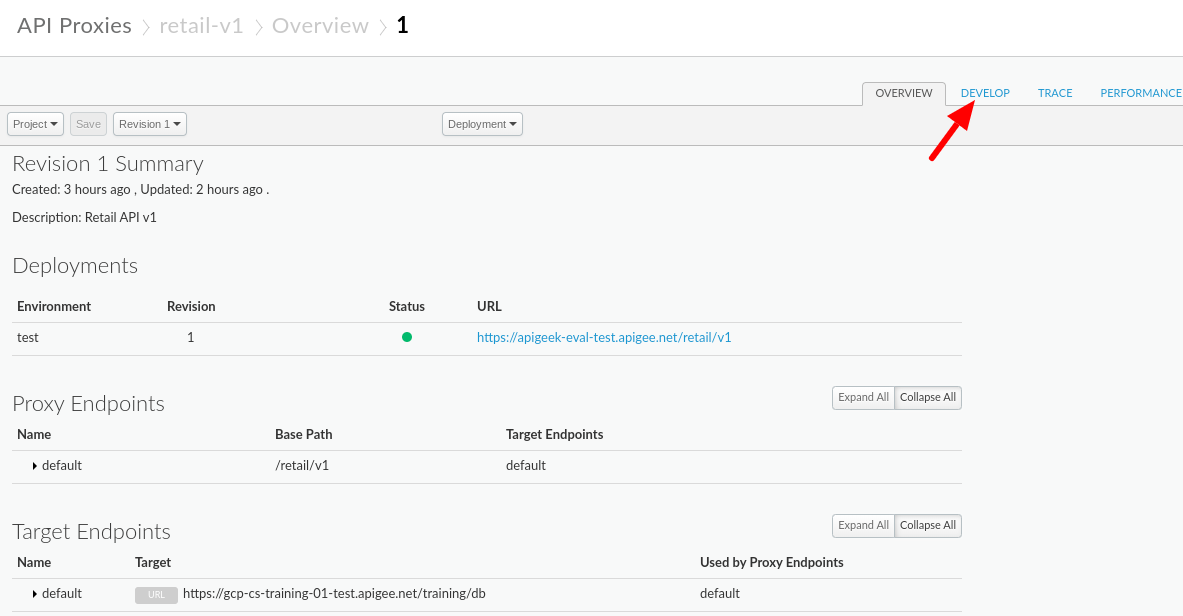 API Proxies > retail-v1 > Overview > 1
OVERVIEW DEVELOP TRACE PERFORMANCE
Project Save Revision 1 Deployment
Revision 1 Summary
Created: 3 hours ago , Updated: 2 hours ago .
Description: Retail API v1
Deployments
Environment Revision Status URL
test 1 https://apigeek-eval-test.apigee.net/retail/v1
Proxy Endpoints Expand All Collapse All
Name Base Path Target Endpoints
default /retail/v1 default
Target Endpoints Expand All Collapse All
Name Target Used by Proxy Endpoints
default URL https://gcp-cs-training-01-test.apigee.net/training/db default